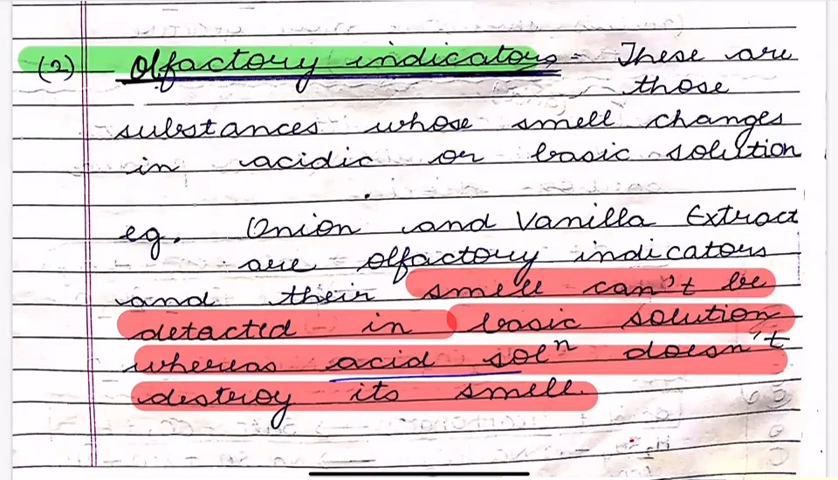 (2) Olfactory indicators - These are
those
substances whose smell changes
in acidic or basic solution
eg. Onion and Vanilla Extract
are olfactory indicators
and their smell can't be
detacted in basic solution
whereas acid solⁿ doesn't
destroy its smell.